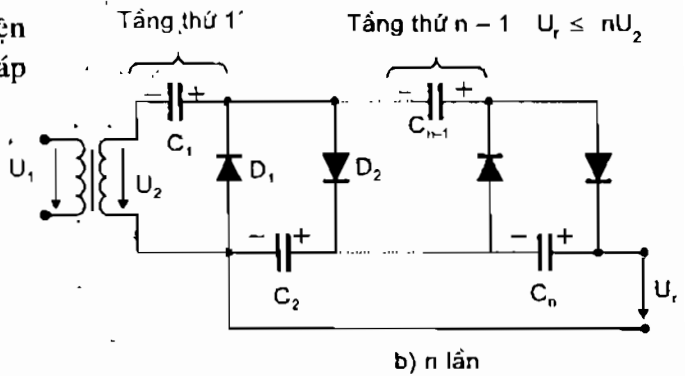 ện
áp
Tầng thứ 1
Tầng thứ n – 1 U_r ≤ nU_2
– +
– +
C_1
C_{n-1}
U_1
U_2
D_1
D_2
– +
– +
C_2
C_n
U_r
b) n lần